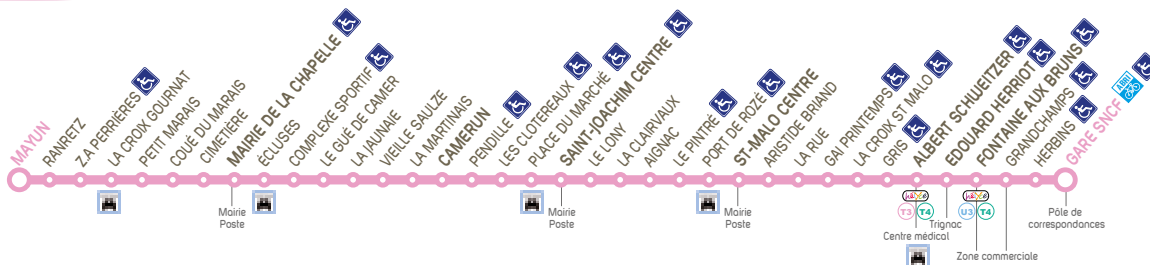 MAYUN
RANRETZ
Z.A PERRIÈRES
LA CROIX GOURNAT
PETIT MARAIS
COUÉ DU MARAIS
CIMETIÈRE
MAIRIE DE LA CHAPELLE
ÉCLUSES
COMPLEXE SPORTIF
LE GUÉ DE CAMER
LA JAUNAIE
VIEILLE SAULZE
LA MARTINAIS
CAMERUN
PENDILLE
LES CLOTEREAUX
PLACE DU MARCHÉ
SAINT-JOACHIM CENTRE
LE LONY
LA CLAIRVAUX
AIGNAC
LE PINTRÉ
PORT DE ROZÉ
ST-MALO CENTRE
ARISTIDE BRIAND
LA RUE
GAI PRINTEMPS
LA CROIX ST MALO
GRIS
ALBERT SCHWEITZER
EDOUARD HERRIOT
FONTAINE AUX BRUNS
GRANDCHAMPS
HERBINS
GARE SNCF
ABRI
Mairie
Poste
Mairie
Poste
Mairie
Poste
hélYce
T3 T4
Centre médical
Trignac
hélYce
U3 T4
Zone commerciale
Pôle de
correspondances